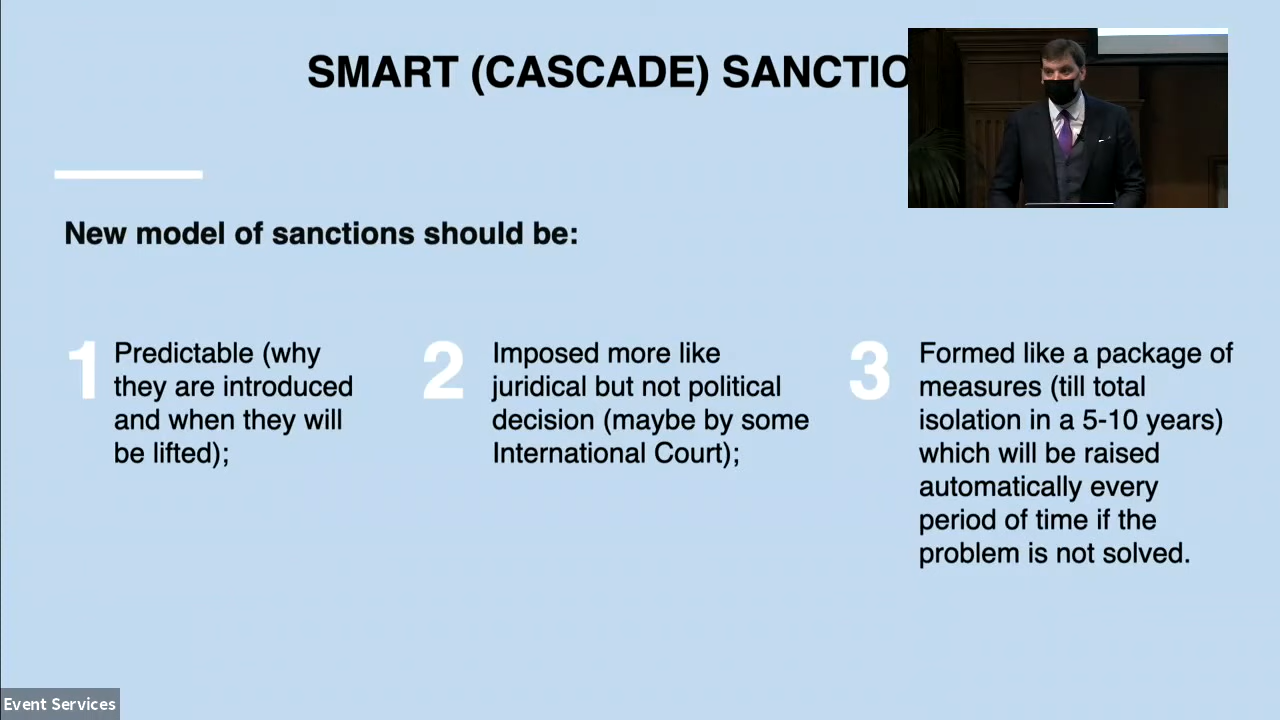 SMART (CASCADE) SANCTIO
New model of sanctions should be:
1
Predictable (why
they are introduced
and when they will
be lifted);
2
Imposed more like
juridical but not political
decision (maybe by some
International Court);
3
Formed like a package of
measures (till total
isolation in a 5-10 years)
which will be raised
automatically every
period of time if the
problem is not solved.
Event Services